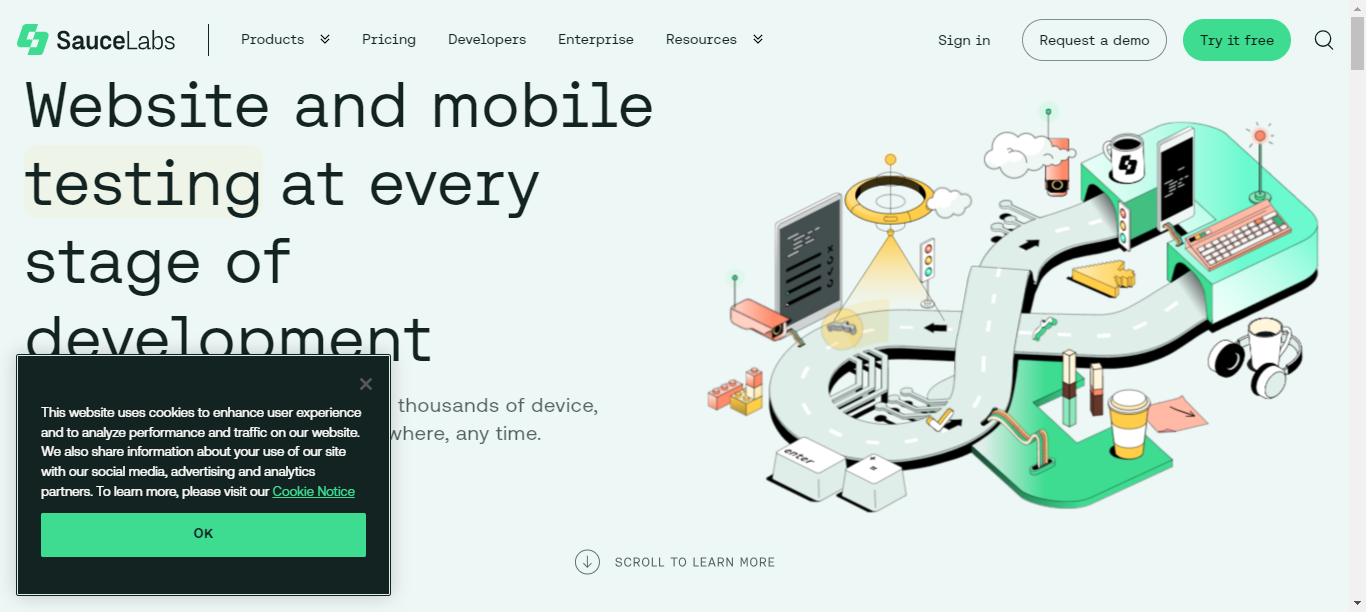 SauceLabs
Products
Pricing
Developers
Enterprise
Resources
Sign in
Request a demo
Try it free
Website and mobile
testing at every
stage of
development
thousands of device,
where, any time.
This website uses cookies to enhance user experience
and to analyze performance and traffic on our website.
We also share information about your use of our site
with our social media, advertising and analytics
partners. To learn more, please visit our Cookie Notice
OK
enter
+
=
SCROLL TO LEARN MORE